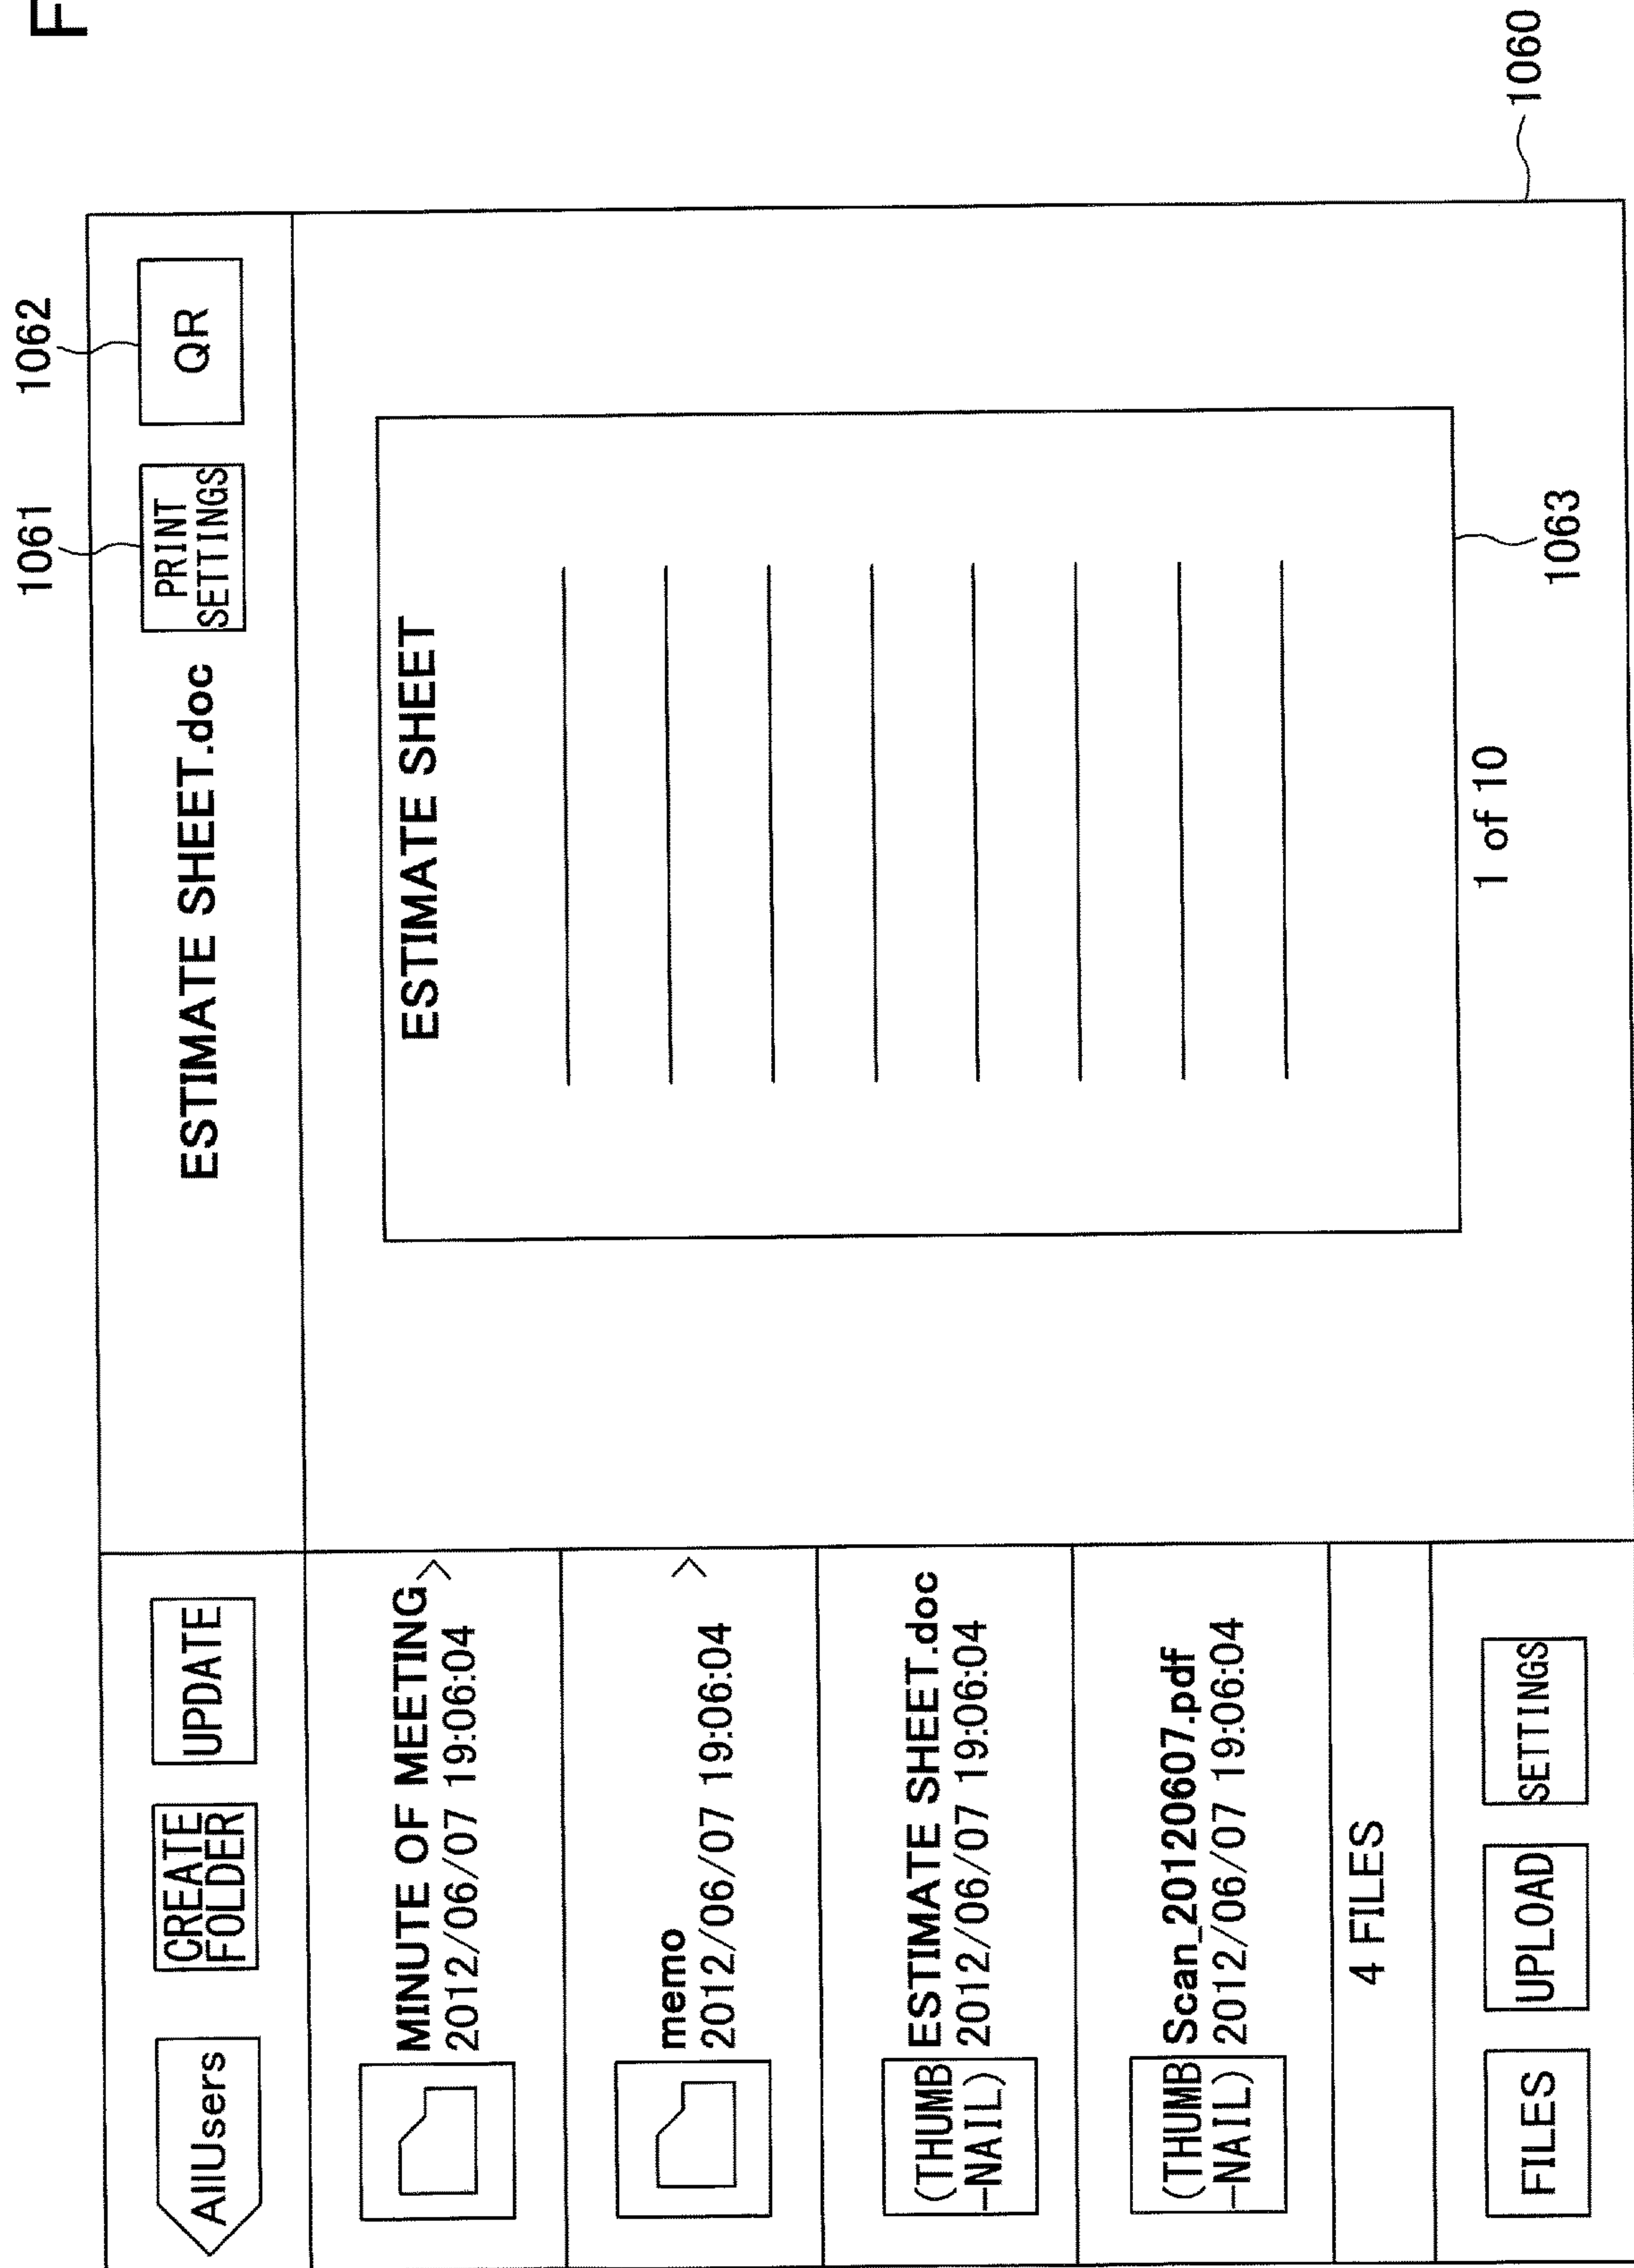 F
1062
1061
AllUsers
CREATE
FOLDER
UPDATE
ESTIMATE SHEET.doc
PRINT
SETTINGS
QR
MINUTE OF MEETING >
2012/06/07 19:06:04
memo >
2012/06/07 19:06:04
(THUMB
-NAIL)
ESTIMATE SHEET.doc
2012/06/07 19:06:04
(THUMB
-NAIL)
Scan_20120607.pdf
2012/06/07 19:06:04
4 FILES
FILES
UPLOAD
SETTINGS
ESTIMATE SHEET
1 of 10
1063
1060